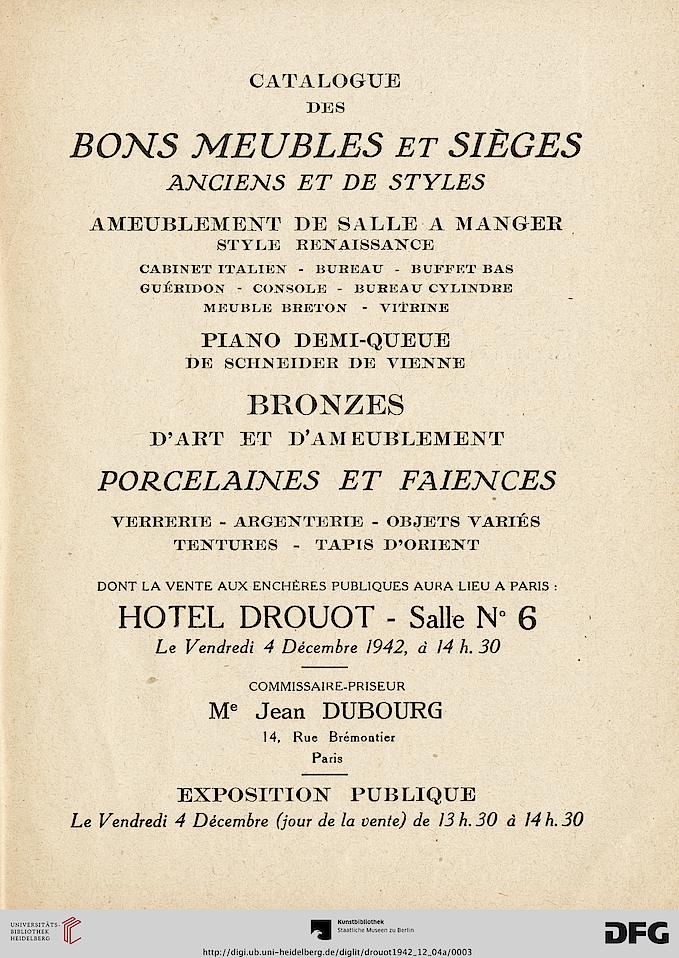 CATALOGUE
DES
BONS MEUBLES ET SIÈGES
ANCIENS ET DE STYLES
AMEUBLEMENT DE SALLE A MANGER
STYLE RENAISSANCE
CABINET ITALIEN - BUREAU - BUFFET BAS
GUÉRIDON - CONSOLE - BUREAU CYLINDRE
MEUBLE BRETON - VITRINE
PIANO DEMI-QUEUE
DE SCHNEIDER DE VIENNE
BRONZES
D'ART ET D'AMEUBLEMENT
PORCELAINES ET FAIENCES
VERRERIE - ARGENTERIE - OBJETS VARIÉS
TENTURES - TAPIS D'ORIENT
DONT LA VENTE AUX ENCHÈRES PUBLIQUES AURA LIEU A PARIS :
HOTEL DROUOT - Salle N° 6
Le Vendredi 4 Décembre 1942, à 14 h. 30
COMMISSAIRE-PRISEUR
Mᵉ Jean DUBOURG
14, Rue Brémontier
Paris
EXPOSITION PUBLIQUE
Le Vendredi 4 Décembre (jour de la vente) de 13 h. 30 à 14 h. 30
UNIVERSITÄTS-
BIBLIOTHEK
HEIDELBERG
Kunstbibliothek
Staatliche Museen zu Berlin
DFG
http://digi.ub.uni-heidelberg.de/diglit/drouot1942_12_04a/0003